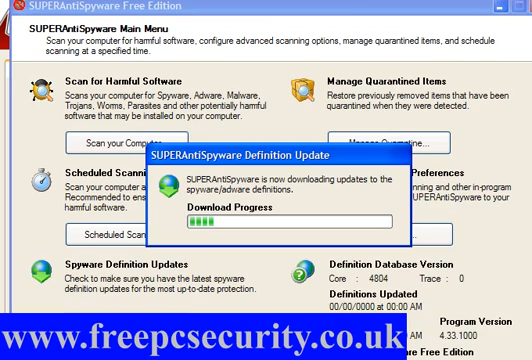 SUPERAntiSpyware Free Edition
SUPERAntiSpyware Main Menu
Scan your computer for harmful software, configure advanced scanning options, manage quarantined items, and schedule
scanning at a specified time.
Scan for Harmful Software
Scans your computer for Spyware, Adware, Malware,
Trojans, Worms, Parasites and other potentially harmful
software that may be installed on your computer.
Scan your Computer
Manage Quarantined Items
Restore previously removed items that have been
quarantined when they were detected.
Manage Quarantine...
SUPERAntiSpyware Definition Update
SUPERAntiSpyware is now downloading updates to the
spyware/adware definitions.
Download Progress
Scheduled Scanni
Scan your computer a
Recommended to ens
harmful software.
Scheduled Scan
Preferences
nning and other in-program
ERAntiSpyware to your
Spyware Definition Updates
Check to make sure you have the latest spyware
definition updates for the most up-to-date protection.
Definition Database Version
Core : 4804 Trace : 0
Definitions Updated
00/00/0000 at 00:00 AM
Program Version
AM 4.33.1000
are Free Edition
www.freepcsecurity.co.uk